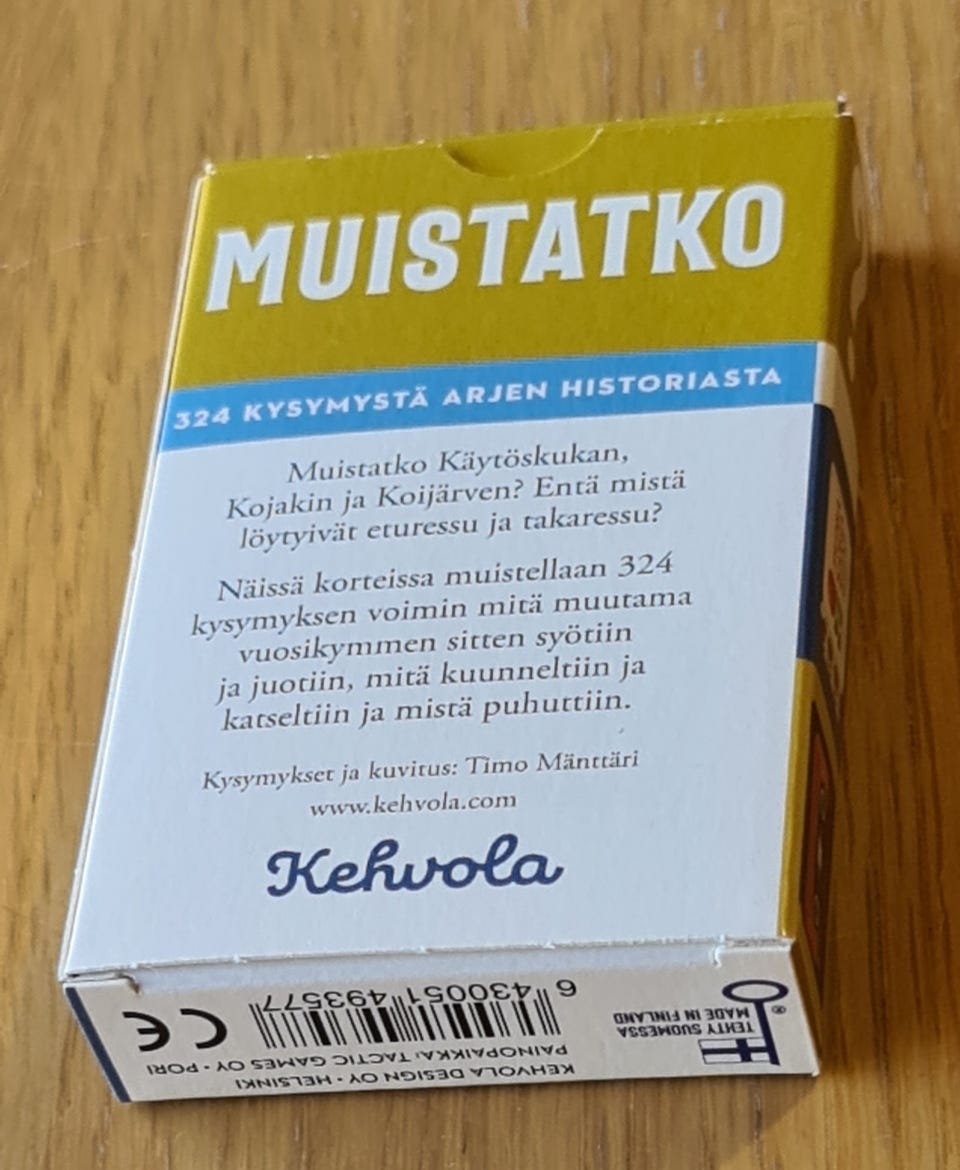 MUISTATKO
324 KYSYMYSTÄ ARJEN HISTORIASTA
Muistatko Käytöskukan,
Kojakin ja Koijärven? Entä mistä
löytyivät eturessu ja takaressu?
Näissä korteissa muistellaan 324
kysymyksen voimin mitä muutama
vuosikymmen sitten syötiin
ja juotiin, mitä kuunneltiin ja
katseltiin ja mistä puhuttiin.
Kysymykset ja kuvitus: Timo Mänttäri
www.kehvola.com
Kehvola
KEHVOLA DESIGN OY • HELSINKI
PAINOPAIKKA: TACTIC GAMES OY • PORI
6 430051 493577
CE
TEHTY SUOMESSA
MADE IN FINLAND
®